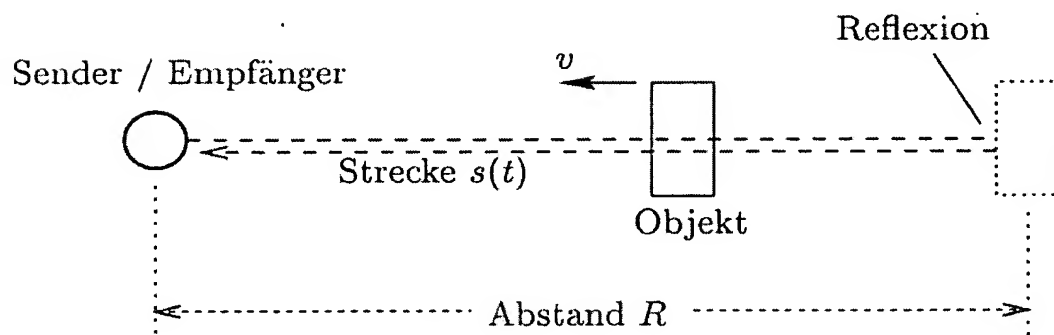 Reflexion
Sender / Empfänger
v
Strecke s(t)
Objekt
Abstand R